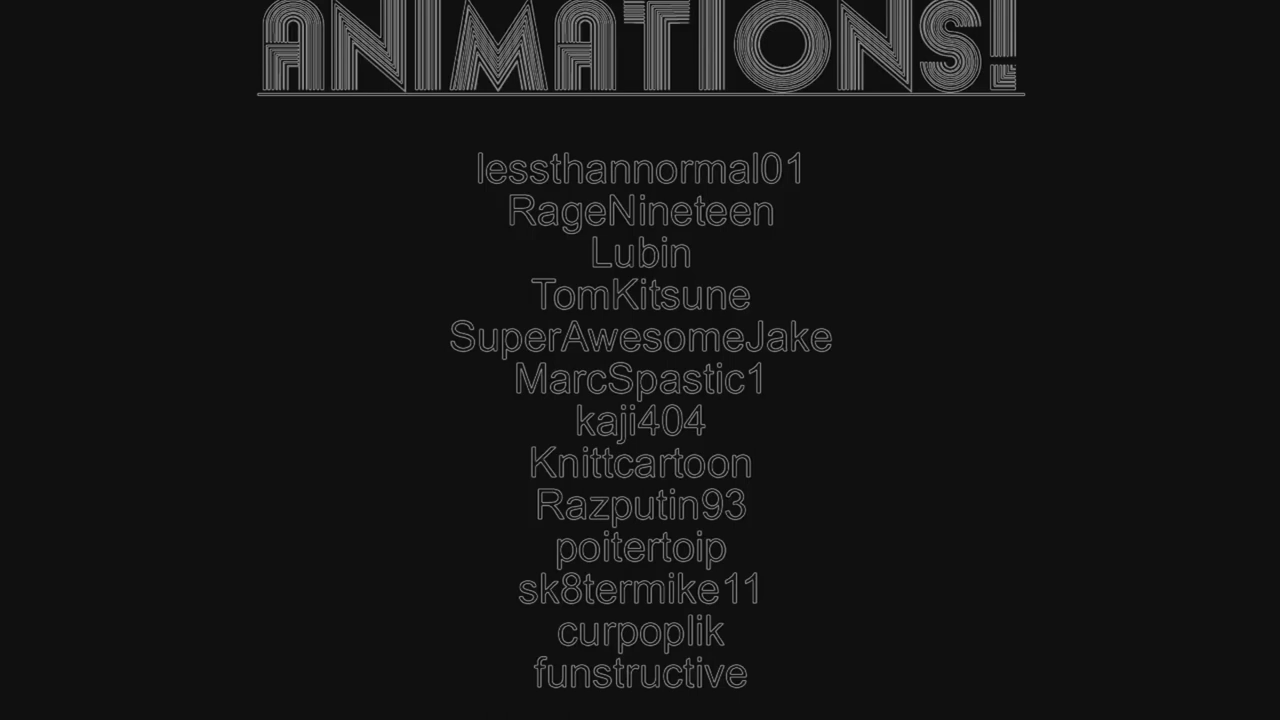 ANIMATIONS!
lessthannormal01
RageNineteen
Lubin
TomKitsune
SuperAwesomeJake
MarcSpastic1
kaji404
Knittcartoon
Razputin93
poitertoip
sk8termike11
curpoplik
funstructive